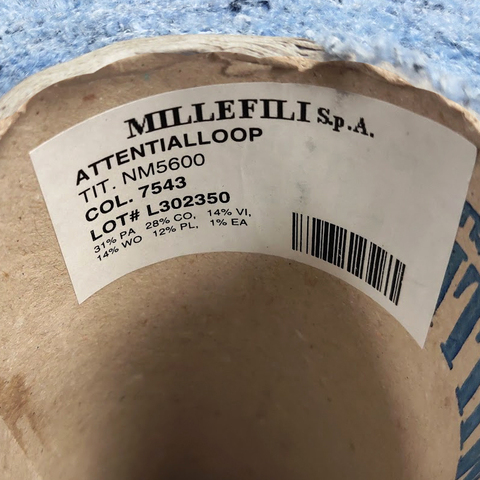 MILLEFILI S.p.A.
ATTENTIALLOOP
TIT. NM5600
COL. 7543
LOT# L302350
31% PA 28% CO, 14% VI,
14% WO 12% PL, 1% EA